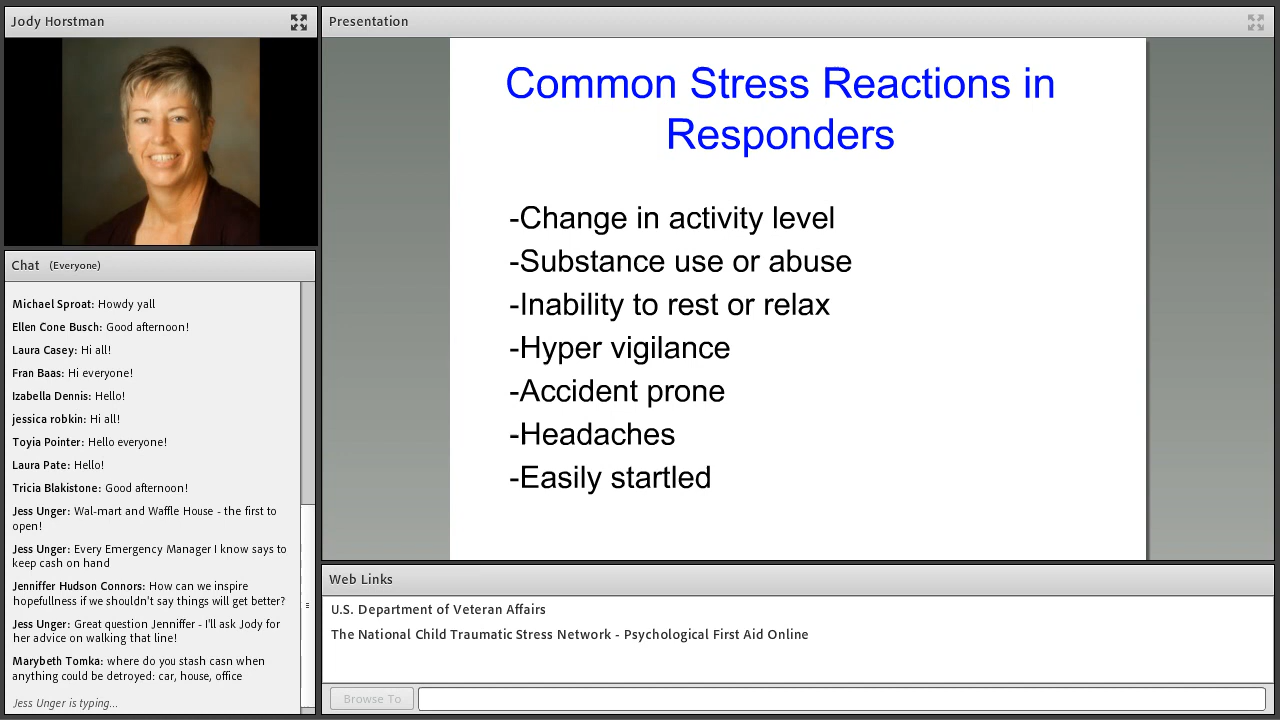 Jody Horstman
Presentation
Common Stress Reactions in
Responders
-Change in activity level
-Substance use or abuse
-Inability to rest or relax
-Hyper vigilance
-Accident prone
-Headaches
-Easily startled
Chat (Everyone)
Michael Sproat: Howdy yall
Ellen Cone Busch: Good afternoon!
Laura Casey: Hi all!
Fran Baas: Hi everyone!
Izabella Dennis: Hello!
jessica robkin: Hi all!
Toyia Pointer: Hello everyone!
Laura Pate: Hello!
Tricia Blakistone: Good afternoon!
Jess Unger: Wal-mart and Waffle House - the first to
open!
Jess Unger: Every Emergency Manager I know says to
keep cash on hand
Jenniffer Hudson Connors: How can we inspire
hopefullness if we shouldn't say things will get better?
Jess Unger: Great question Jenniffer - I'll ask Jody for
her advice on walking that line!
Marybeth Tomka: where do you stash casn when
anything could be detroyed: car, house, office
Jess Unger is typing...
Web Links
U.S. Department of Veteran Affairs
The National Child Traumatic Stress Network - Psychological First Aid Online
Browse To